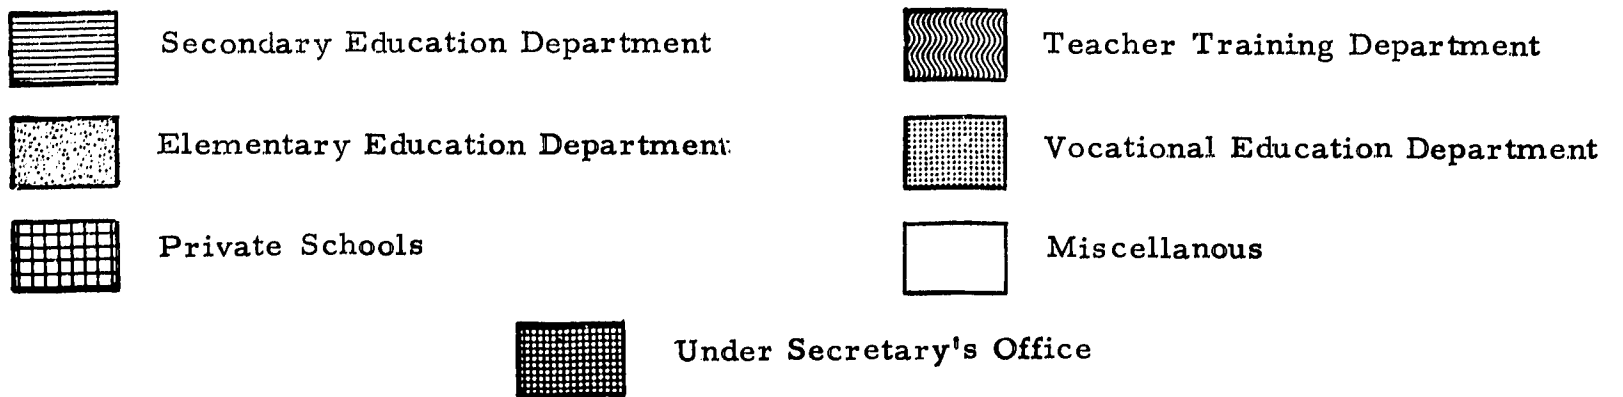 Secondary Education Department
Teacher Training Department
Elementary Education Department
Vocational Education Department
Private Schools
Miscellanous
Under Secretary's Office